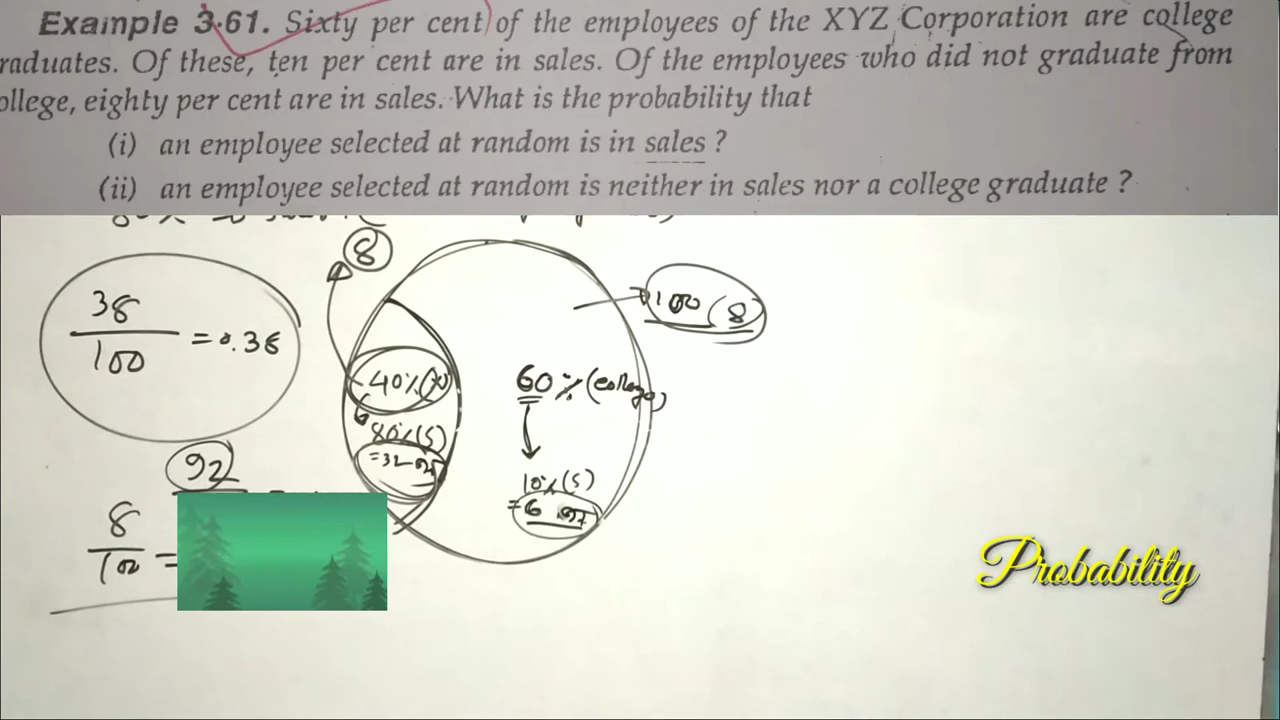 Example 3·61. Sixty per cent of the employees of the XYZ Corporation are college
raduates. Of these, ten per cent are in sales. Of the employees who did not graduate from
ollege, eighty per cent are in sales. What is the probability that
(i) an employee selected at random is in sales ?
(ii) an employee selected at random is neither in sales nor a college graduate ?
8
38
100
= 0.38
100 (8)
40%
60% (college)
80% (S)
= 32
10% (S)
= 6
92
8
100
=
Probability